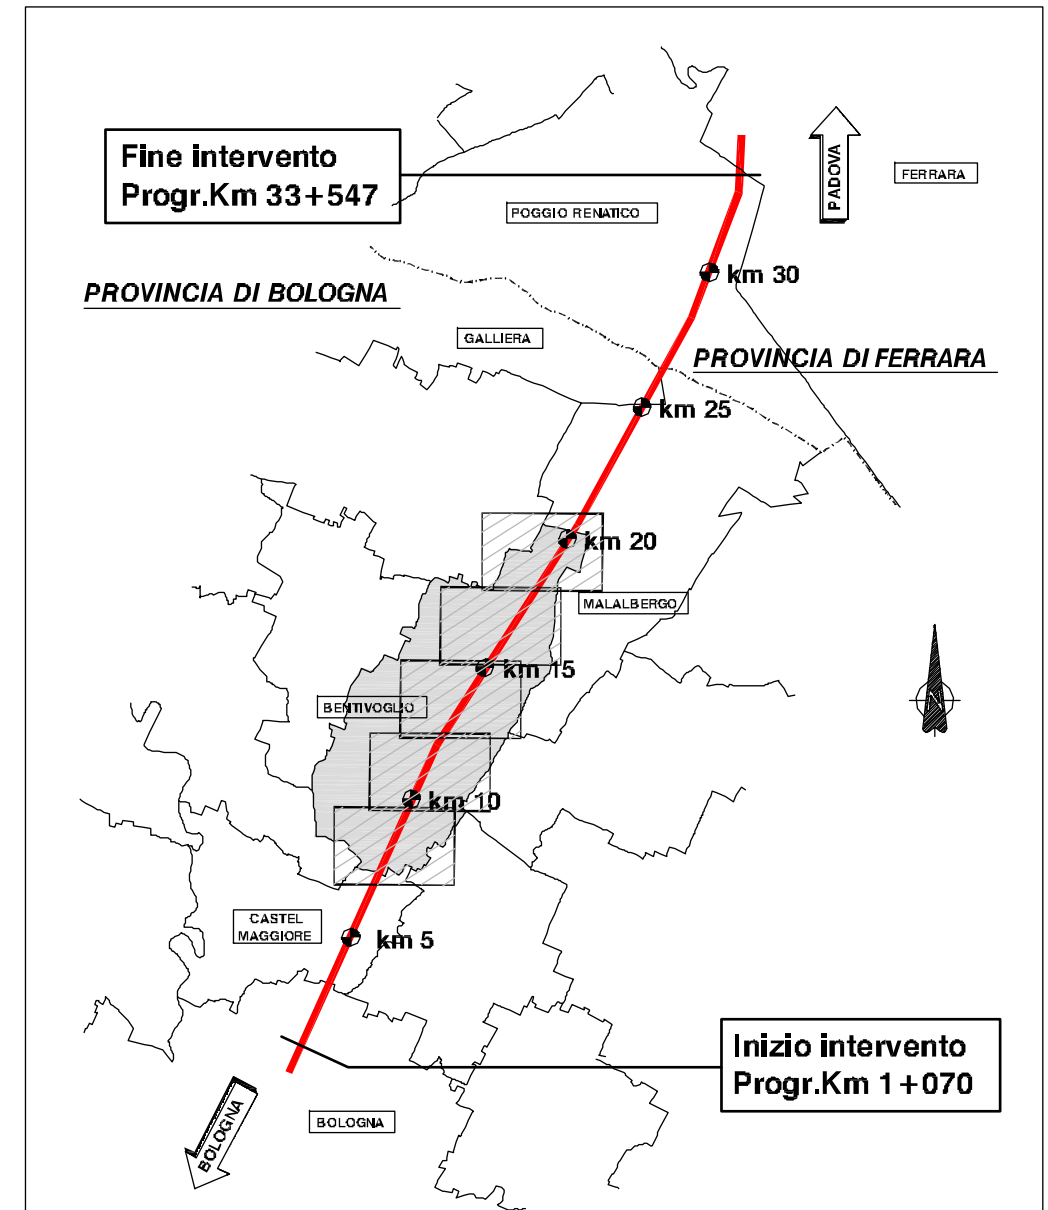 Fine intervento
Progr.Km 33+547
PADOVA
FERRARA
POGGIO RENATICO
km 30
PROVINCIA DI BOLOGNA
GALLIERA
PROVINCIA DI FERRARA
km 25
km 20
MALALBERGO
km 15
BENTIVOGLIO
N
km 10
CASTEL
MAGGIORE
km 5
Inizio intervento
Progr.Km 1+070
BOLOGNA
BOLOGNA